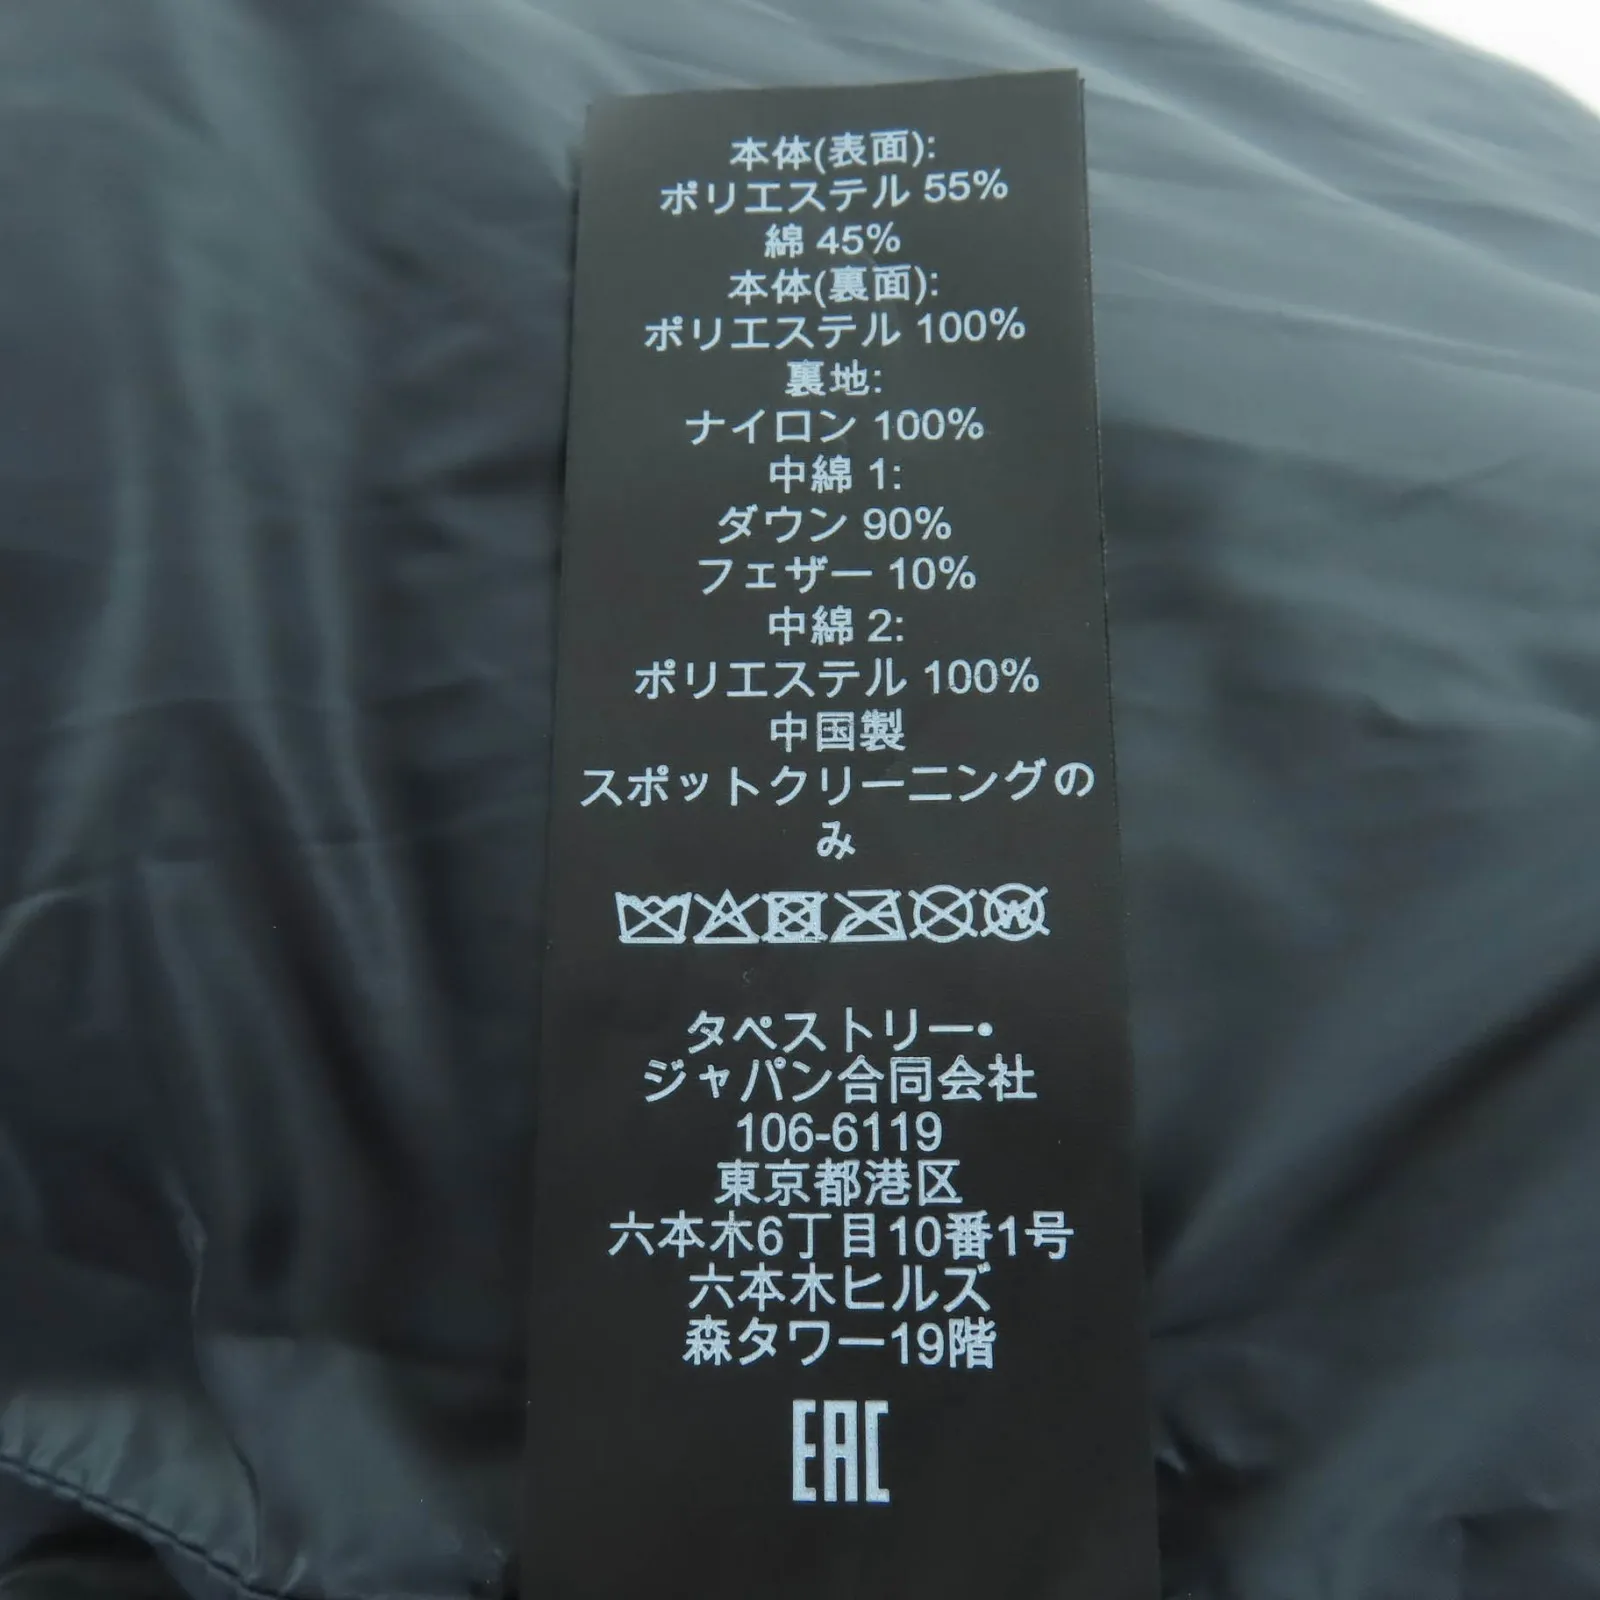 本体(表面):
ポリエステル 55%
綿 45%
本体(裏面):
ポリエステル 100%
裏地:
ナイロン 100%
中綿 1:
ダウン 90%
フェザー 10%
中綿 2:
ポリエステル 100%
中国製
スポットクリーニングの
み
W
タペストリー•
ジャパン合同会社
106-6119
東京都港区
六本木6丁目10番1号
六本木ヒルズ
森タワー19階
EAC